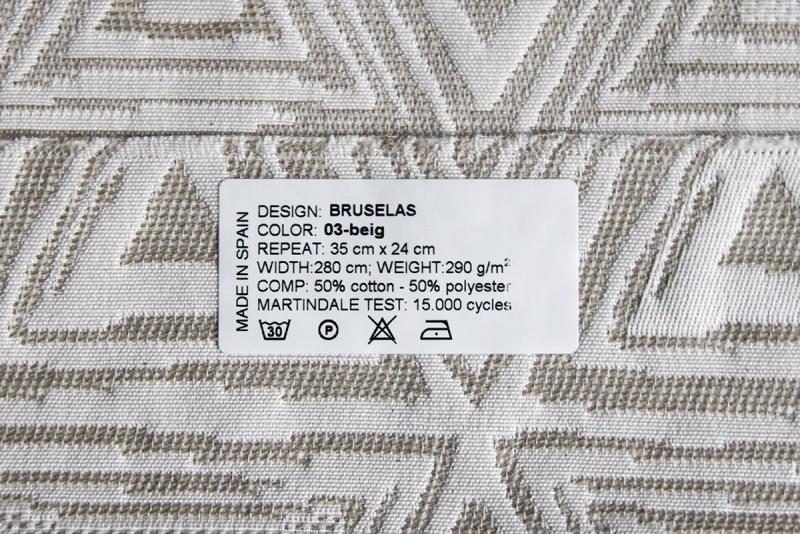 MADE IN SPAIN
DESIGN: BRUSELAS
COLOR: 03-beig
REPEAT: 35 cm x 24 cm
WIDTH:280 cm; WEIGHT:290 g/m²
COMP: 50% cotton - 50% polyester
MARTINDALE TEST: 15.000 cycles
30 P